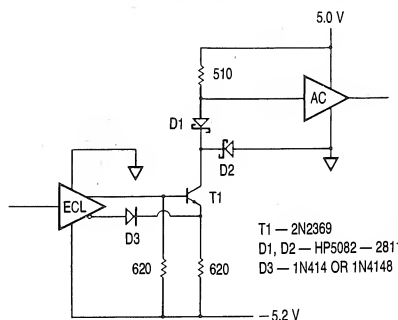 5.0 V
510
AC
D1
D2
ECL
T1
D3
620
620
T1 — 2N2369
D1, D2 — HP5082 — 2811
D3 — 1N414 OR 1N4148
— 5.2 V